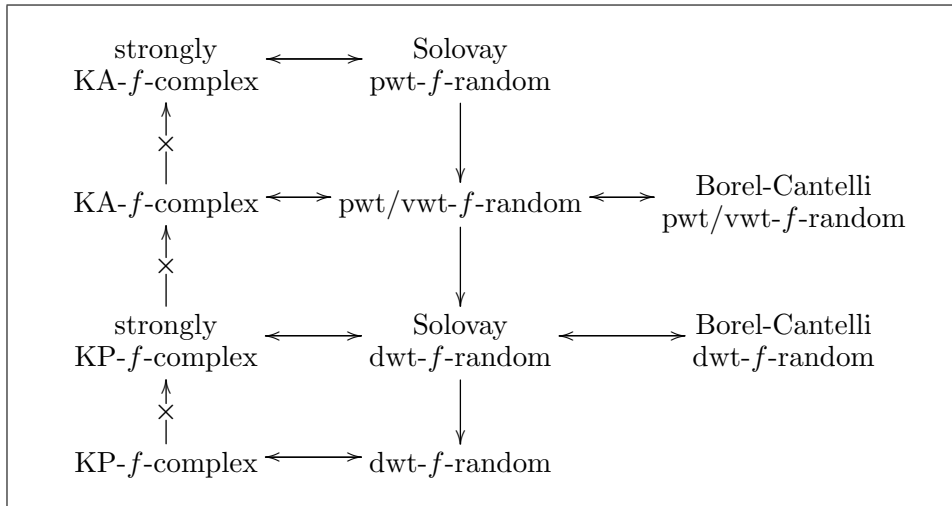 strongly
KA-f-complex
Solovay
pwt-f-random
KA-f-complex
pwt/vwt-f-random
Borel-Cantelli
pwt/vwt-f-random
strongly
KP-f-complex
Solovay
dwt-f-random
Borel-Cantelli
dwt-f-random
KP-f-complex
dwt-f-random